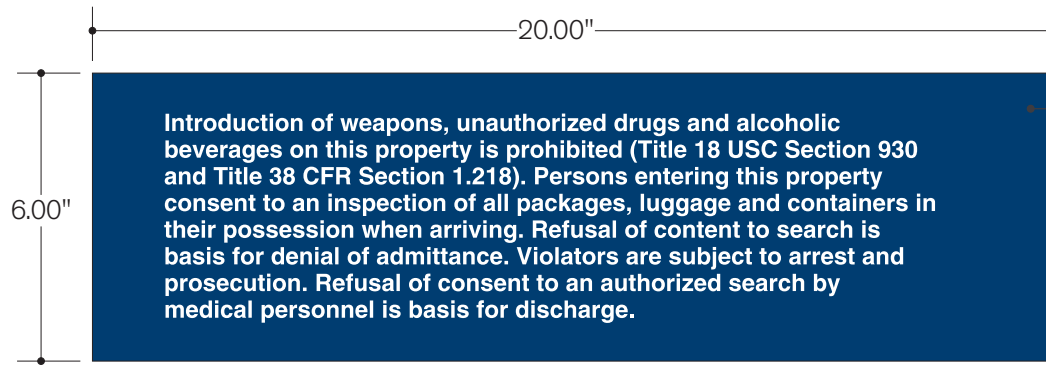 20.00"
6.00"
Introduction of weapons, unauthorized drugs and alcoholic
beverages on this property is prohibited (Title 18 USC Section 930
and Title 38 CFR Section 1.218). Persons entering this property
consent to an inspection of all packages, luggage and containers in
their possession when arriving. Refusal of content to search is
basis for denial of admittance. Violators are subject to arrest and
prosecution. Refusal of consent to an authorized search by
medical personnel is basis for discharge.